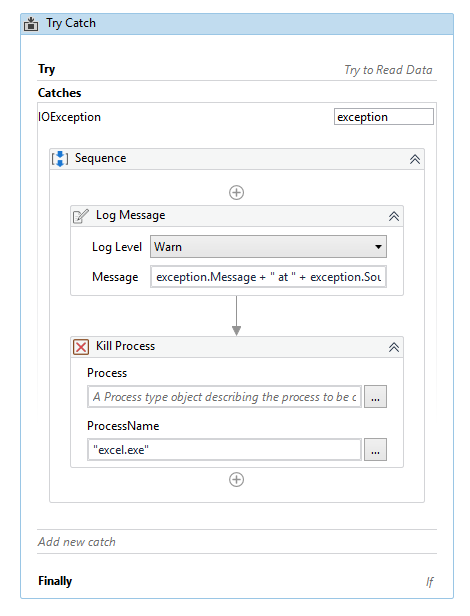 Try Catch
Try Try to Read Data
Catches
IOException exception
Sequence
Log Message
Log Level Warn
Message exception.Message + " at " + exception.Sou
Kill Process
Process
A Process type object describing the process to be c ...
ProcessName
"excel.exe" ...
Add new catch
Finally If